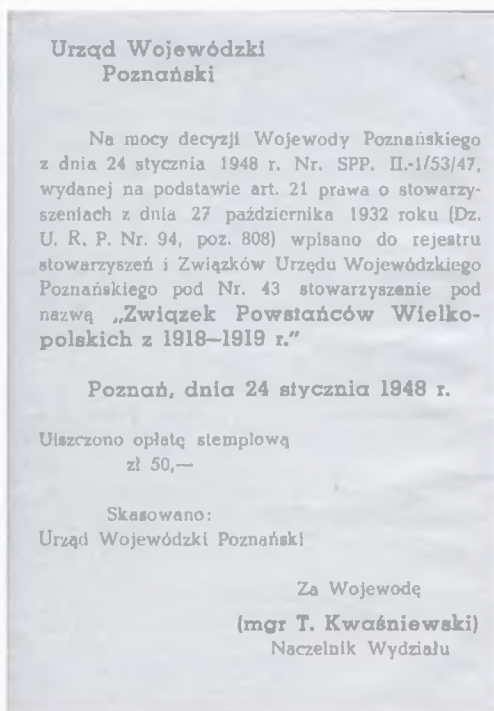 Urząd Wojewódzki
Poznański
Na mocy decyzji Wojewody Poznańskiego
z dnia 24 stycznia 1948 r. Nr. SPP. II.-1/53/47,
wydanej na podstawie art. 21 prawa o stowarzy-
szeniach z dnia 27 października 1932 roku (Dz.
U. R. P. Nr. 94, poz. 808) wpisano do rejestru
stowarzyszeń i Związków Urzędu Wojewódzkiego
Poznańskiego pod Nr. 43 stowarzyszenie pod
nazwą „Związek Powstańców Wielko-
polskich z 1918–1919 r.”
Poznań, dnia 24 stycznia 1948 r.
Uiszczono opłatę stemplową
zł 50,—
Skasowano:
Urząd Wojewódzki Poznański
Za Wojewodę
(mgr T. Kwaśniewski)
Naczelnik Wydziału